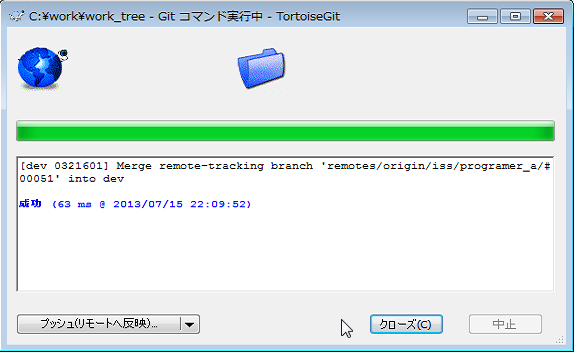 C:¥work¥work_tree - Git コマンド実行中 - TortoiseGit
[dev 0321601] Merge remote-tracking branch 'remotes/origin/iss/programer_a/#
00051' into dev
成功 (63 ms @ 2013/07/15 22:09:52)
プッシュ(リモートへ反映)... クローズ(C) 中止